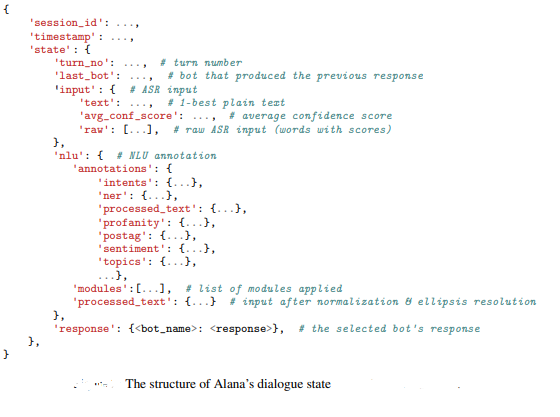 {
'session_id': ...,
'timestamp': ...,
'state': {
'turn_no': ..., # turn number
'last_bot': ..., # bot that produced the previous response
'input': { # ASR input
'text': ..., # 1-best plain text
'avg_conf_score': ..., # average confidence score
'raw': [...], # raw ASR input (words with scores)
},
'nlu': { # NLU annotation
'annotations': {
'intents': {...},
'ner': {...},
'processed_text': {...},
'profanity': {...},
'postag': {...},
'sentiment': {...},
'topics': {...},
...},
'modules':[...], # list of modules applied
'processed_text': {...} # input after normalization & ellipsis resolution
},
'response': {<bot_name>: <response>}, # the selected bot's response
},
}
The structure of Alana's dialogue state